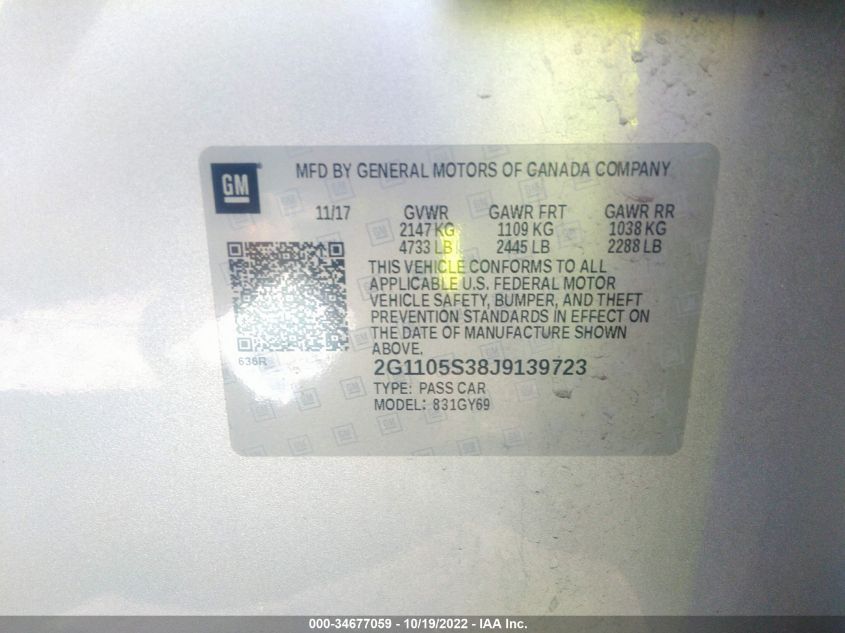 GM MFD BY GENERAL MOTORS OF CANADA COMPANY
11/17 GVWR GAWR FRT GAWR RR
2147 KG 1109 KG 1038 KG
4733 LB 2445 LB 2288 LB
THIS VEHICLE CONFORMS TO ALL
APPLICABLE U.S. FEDERAL MOTOR
VEHICLE SAFETY, BUMPER, AND THEFT
PREVENTION STANDARDS IN EFFECT ON
THE DATE OF MANUFACTURE SHOWN
ABOVE.
636R
2G1105S38J9139723
TYPE: PASS CAR
MODEL: 831GY69
000-34677059 - 10/19/2022 - IAA Inc.